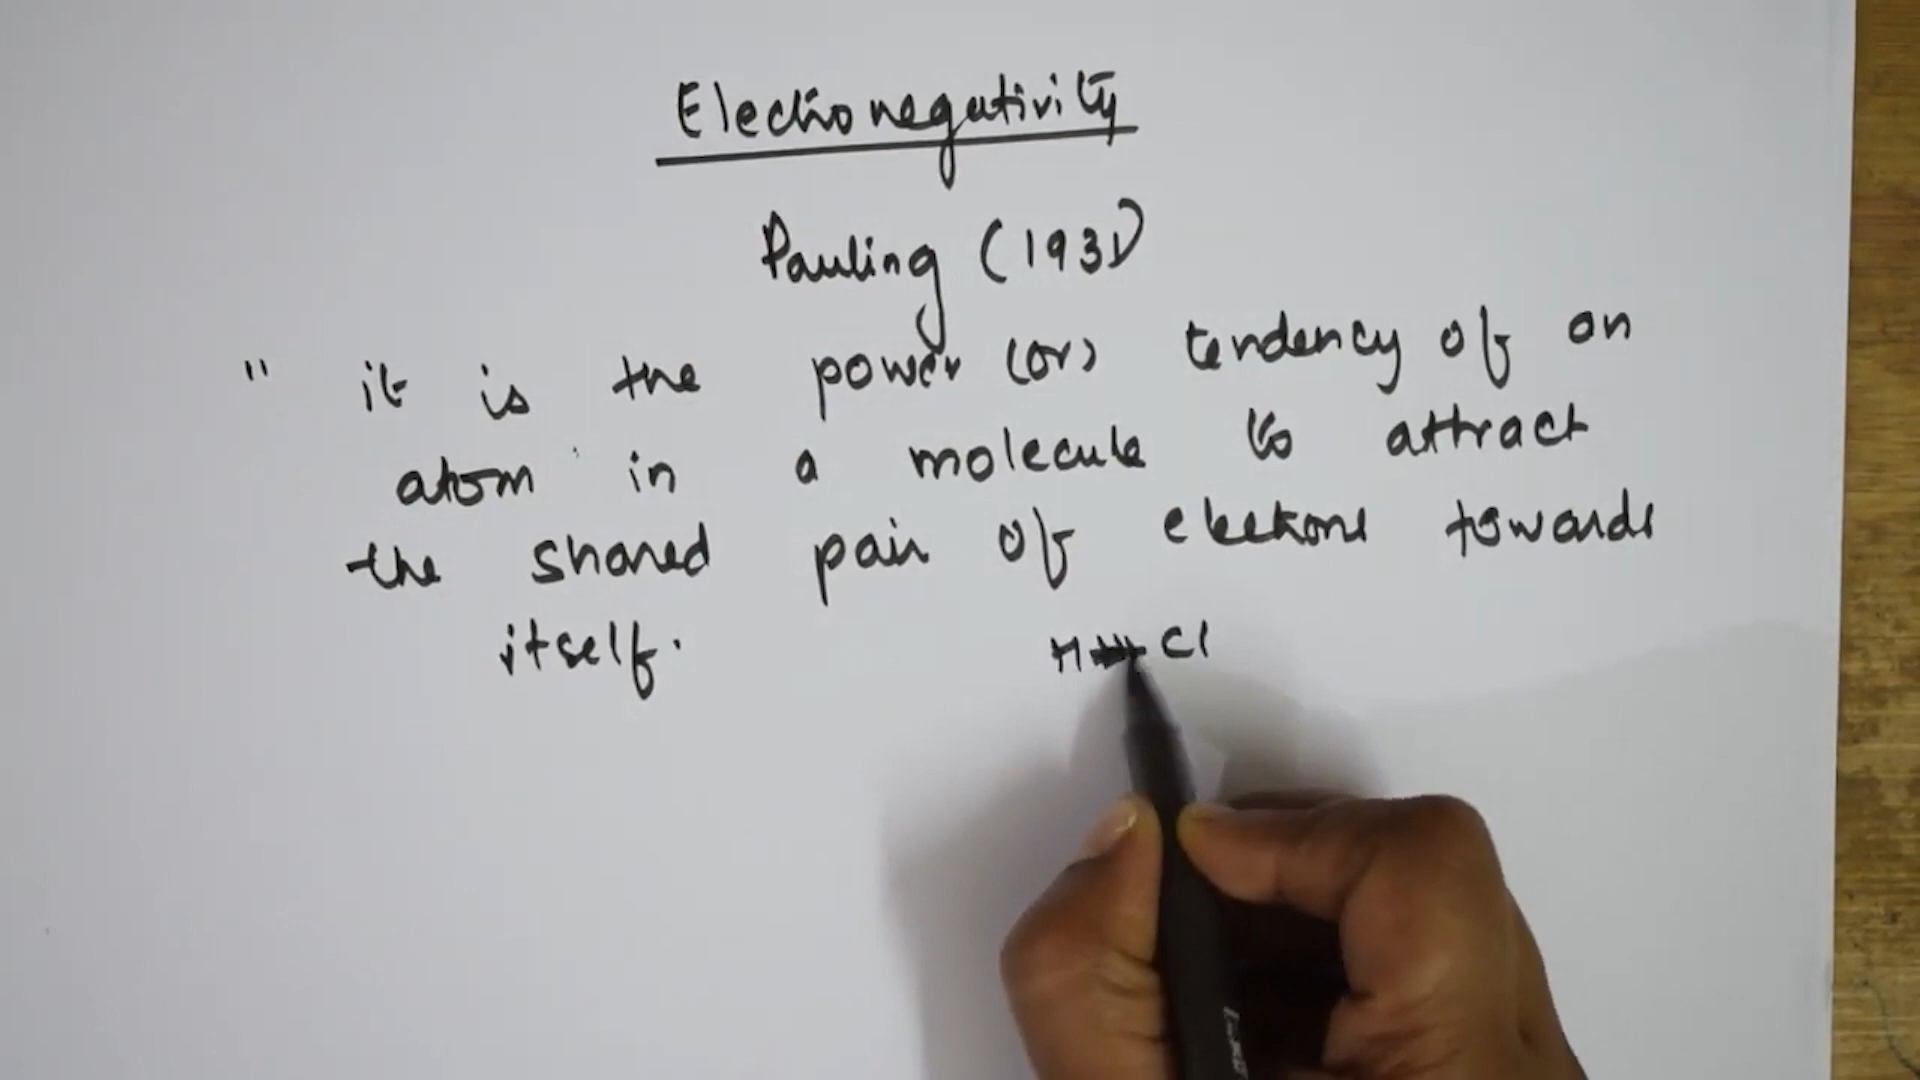 Electronegativity
Pauling (1931)
" it is the power (or) tendency of an
atom in a molecule to attract
the shared pair of electrons towards
itself.
H Cl